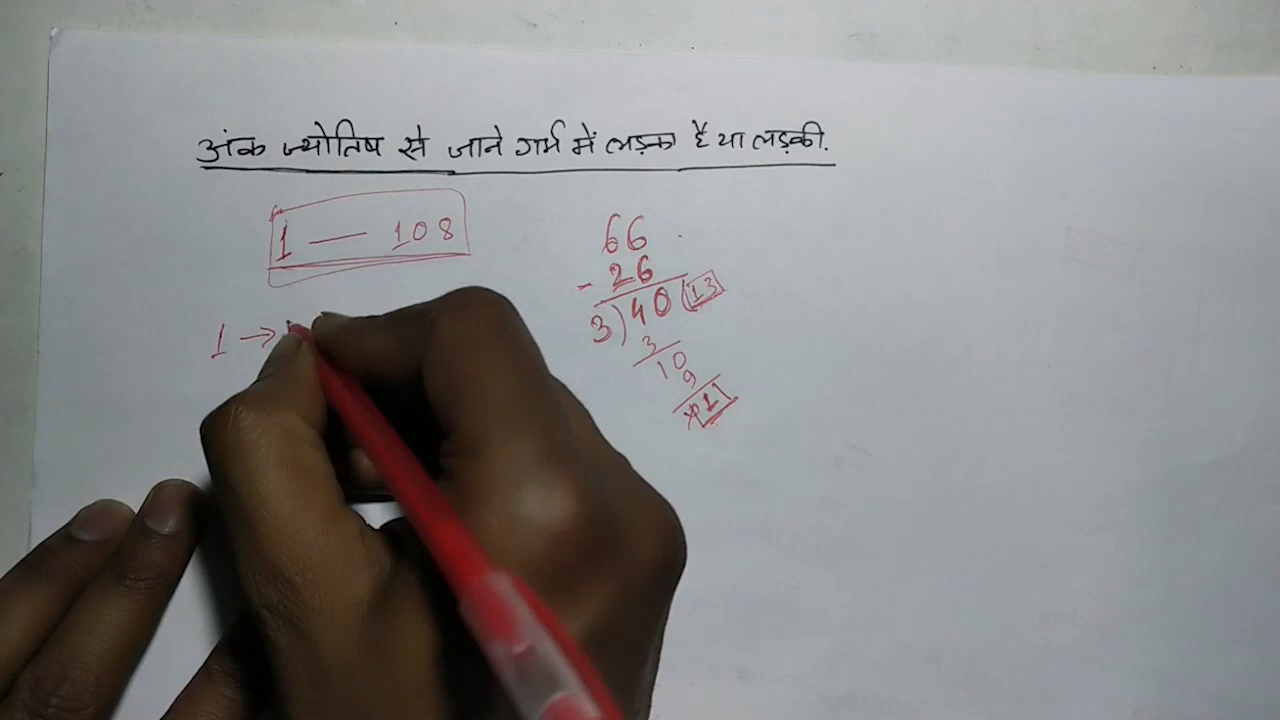 अंक ज्योतिष से जाने गर्भ में लड़का है या लड़की.
1 — 108
66
- 26
3) 40 (13
3
10
9
1
1 →